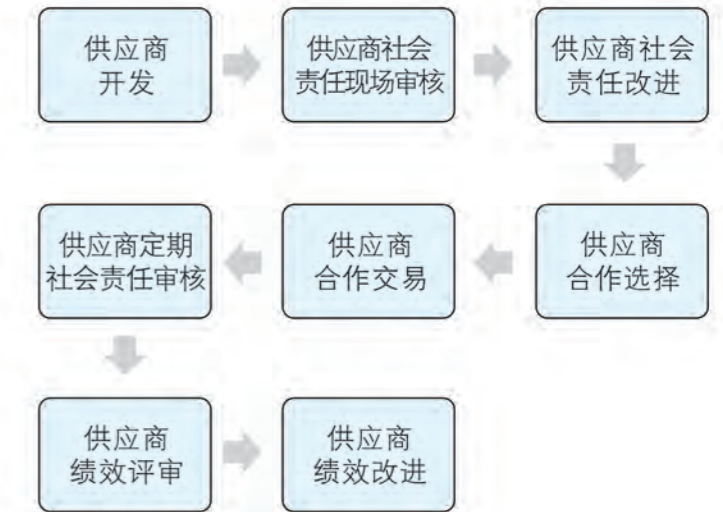 供应商
开发
供应商社会
责任现场审核
供应商社会
责任改进
供应商
合作选择
供应商
合作交易
供应商定期
社会责任审核
供应商
绩效评审
供应商
绩效改进